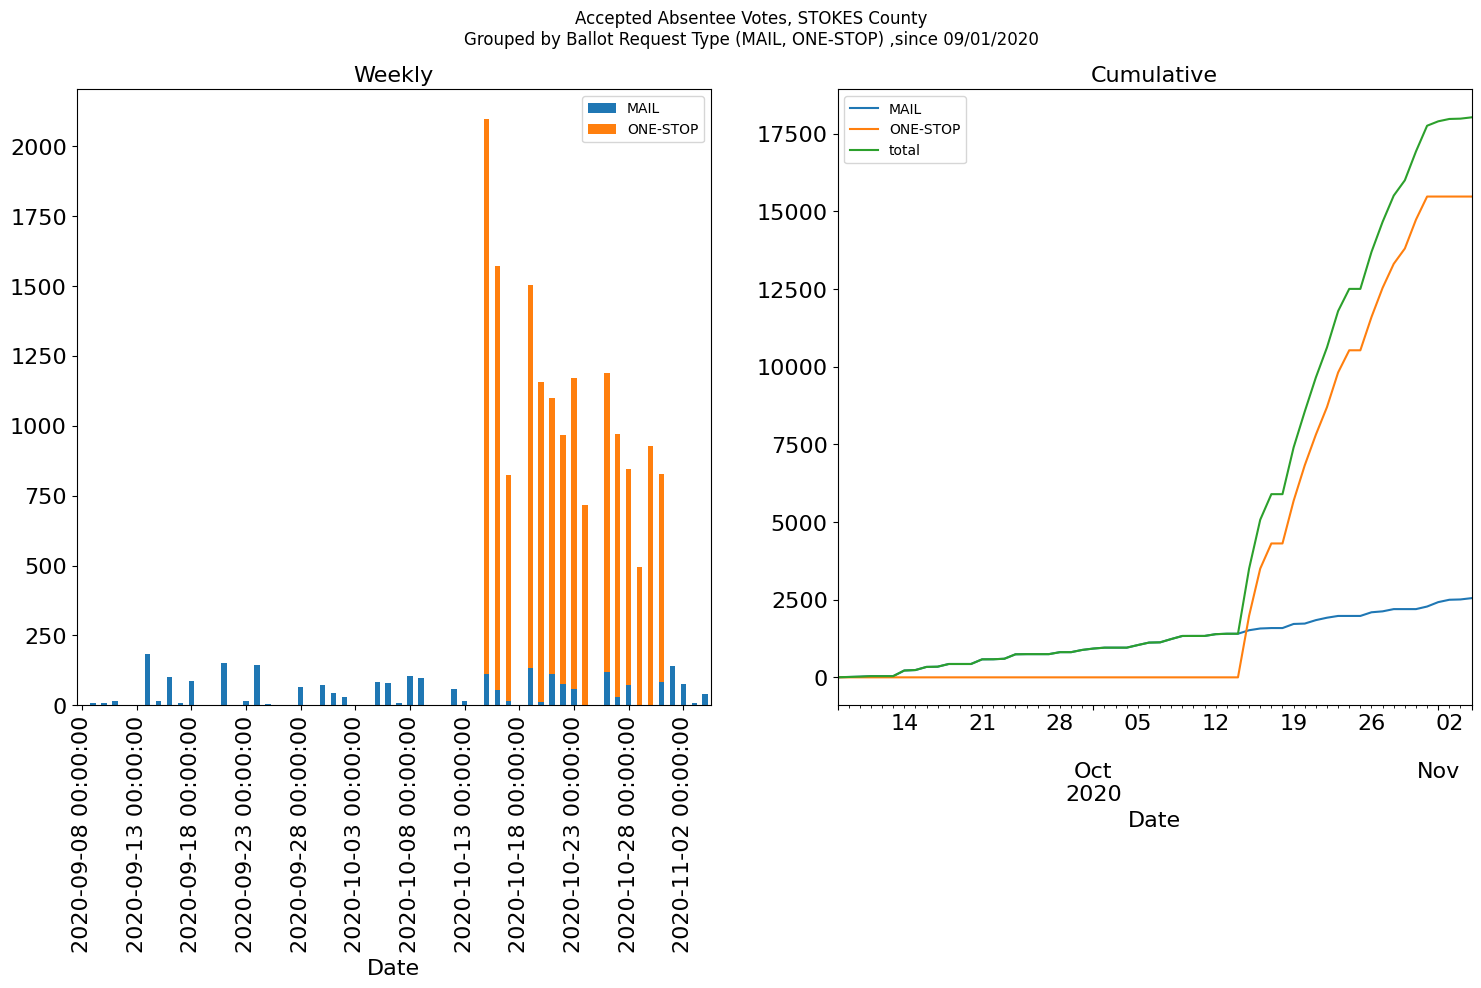 Accepted Absentee Votes, STOKES County
Grouped by Ballot Request Type (MAIL, ONE-STOP) ,since 09/01/2020
Weekly
MAIL
ONE-STOP
2000
1750
1500
1250
1000
750
500
250
0
2020-09-08 00:00:00
2020-09-13 00:00:00
2020-09-18 00:00:00
2020-09-23 00:00:00
2020-09-28 00:00:00
2020-10-03 00:00:00
2020-10-08 00:00:00
2020-10-13 00:00:00
2020-10-18 00:00:00
2020-10-23 00:00:00
2020-10-28 00:00:00
2020-11-02 00:00:00
Date
Cumulative
MAIL
ONE-STOP
total
17500
15000
12500
10000
7500
5000
2500
0
14 21 28 05 12 19 26 02
Oct Nov
2020
Date